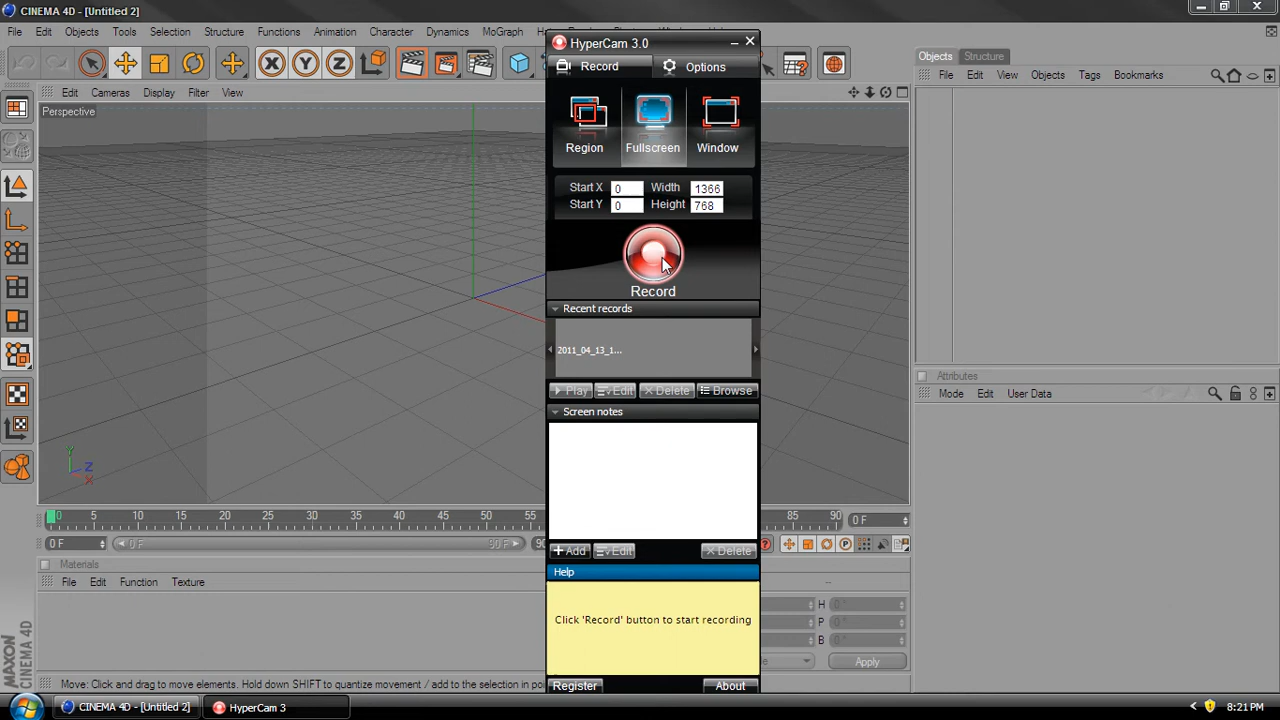 CINEMA 4D - [Untitled 2]
File Edit Objects Tools Selection Structure Functions Animation Character Dynamics MoGraph
HyperCam 3.0
Record Options
Region Fullscreen Window
Start X 0 Width 1366
Start Y 0 Height 768
Record
Recent records
2011_04_13_1...
Play Edit Delete Browse
Screen notes
Add Edit Delete
Help
Click 'Record' button to start recording
Register About
X Y Z
Edit Cameras Display Filter View
Perspective
Y
Z
X
0 5 10 15 20 25 30 35 40 85 90 0 F
0 F 0 F 90 F 90
Materials
File Edit Function Texture
H 0°
P 0°
B 0°
Apply
Objects Structure
File Edit View Objects Tags Bookmarks
Attributes
Mode Edit User Data
MAXON
CINEMA 4D
Move: Click and drag to move elements. Hold down SHIFT to quantize movement / add to the selection in point
CINEMA 4D - [Untitled 2] HyperCam 3 8:21 PM